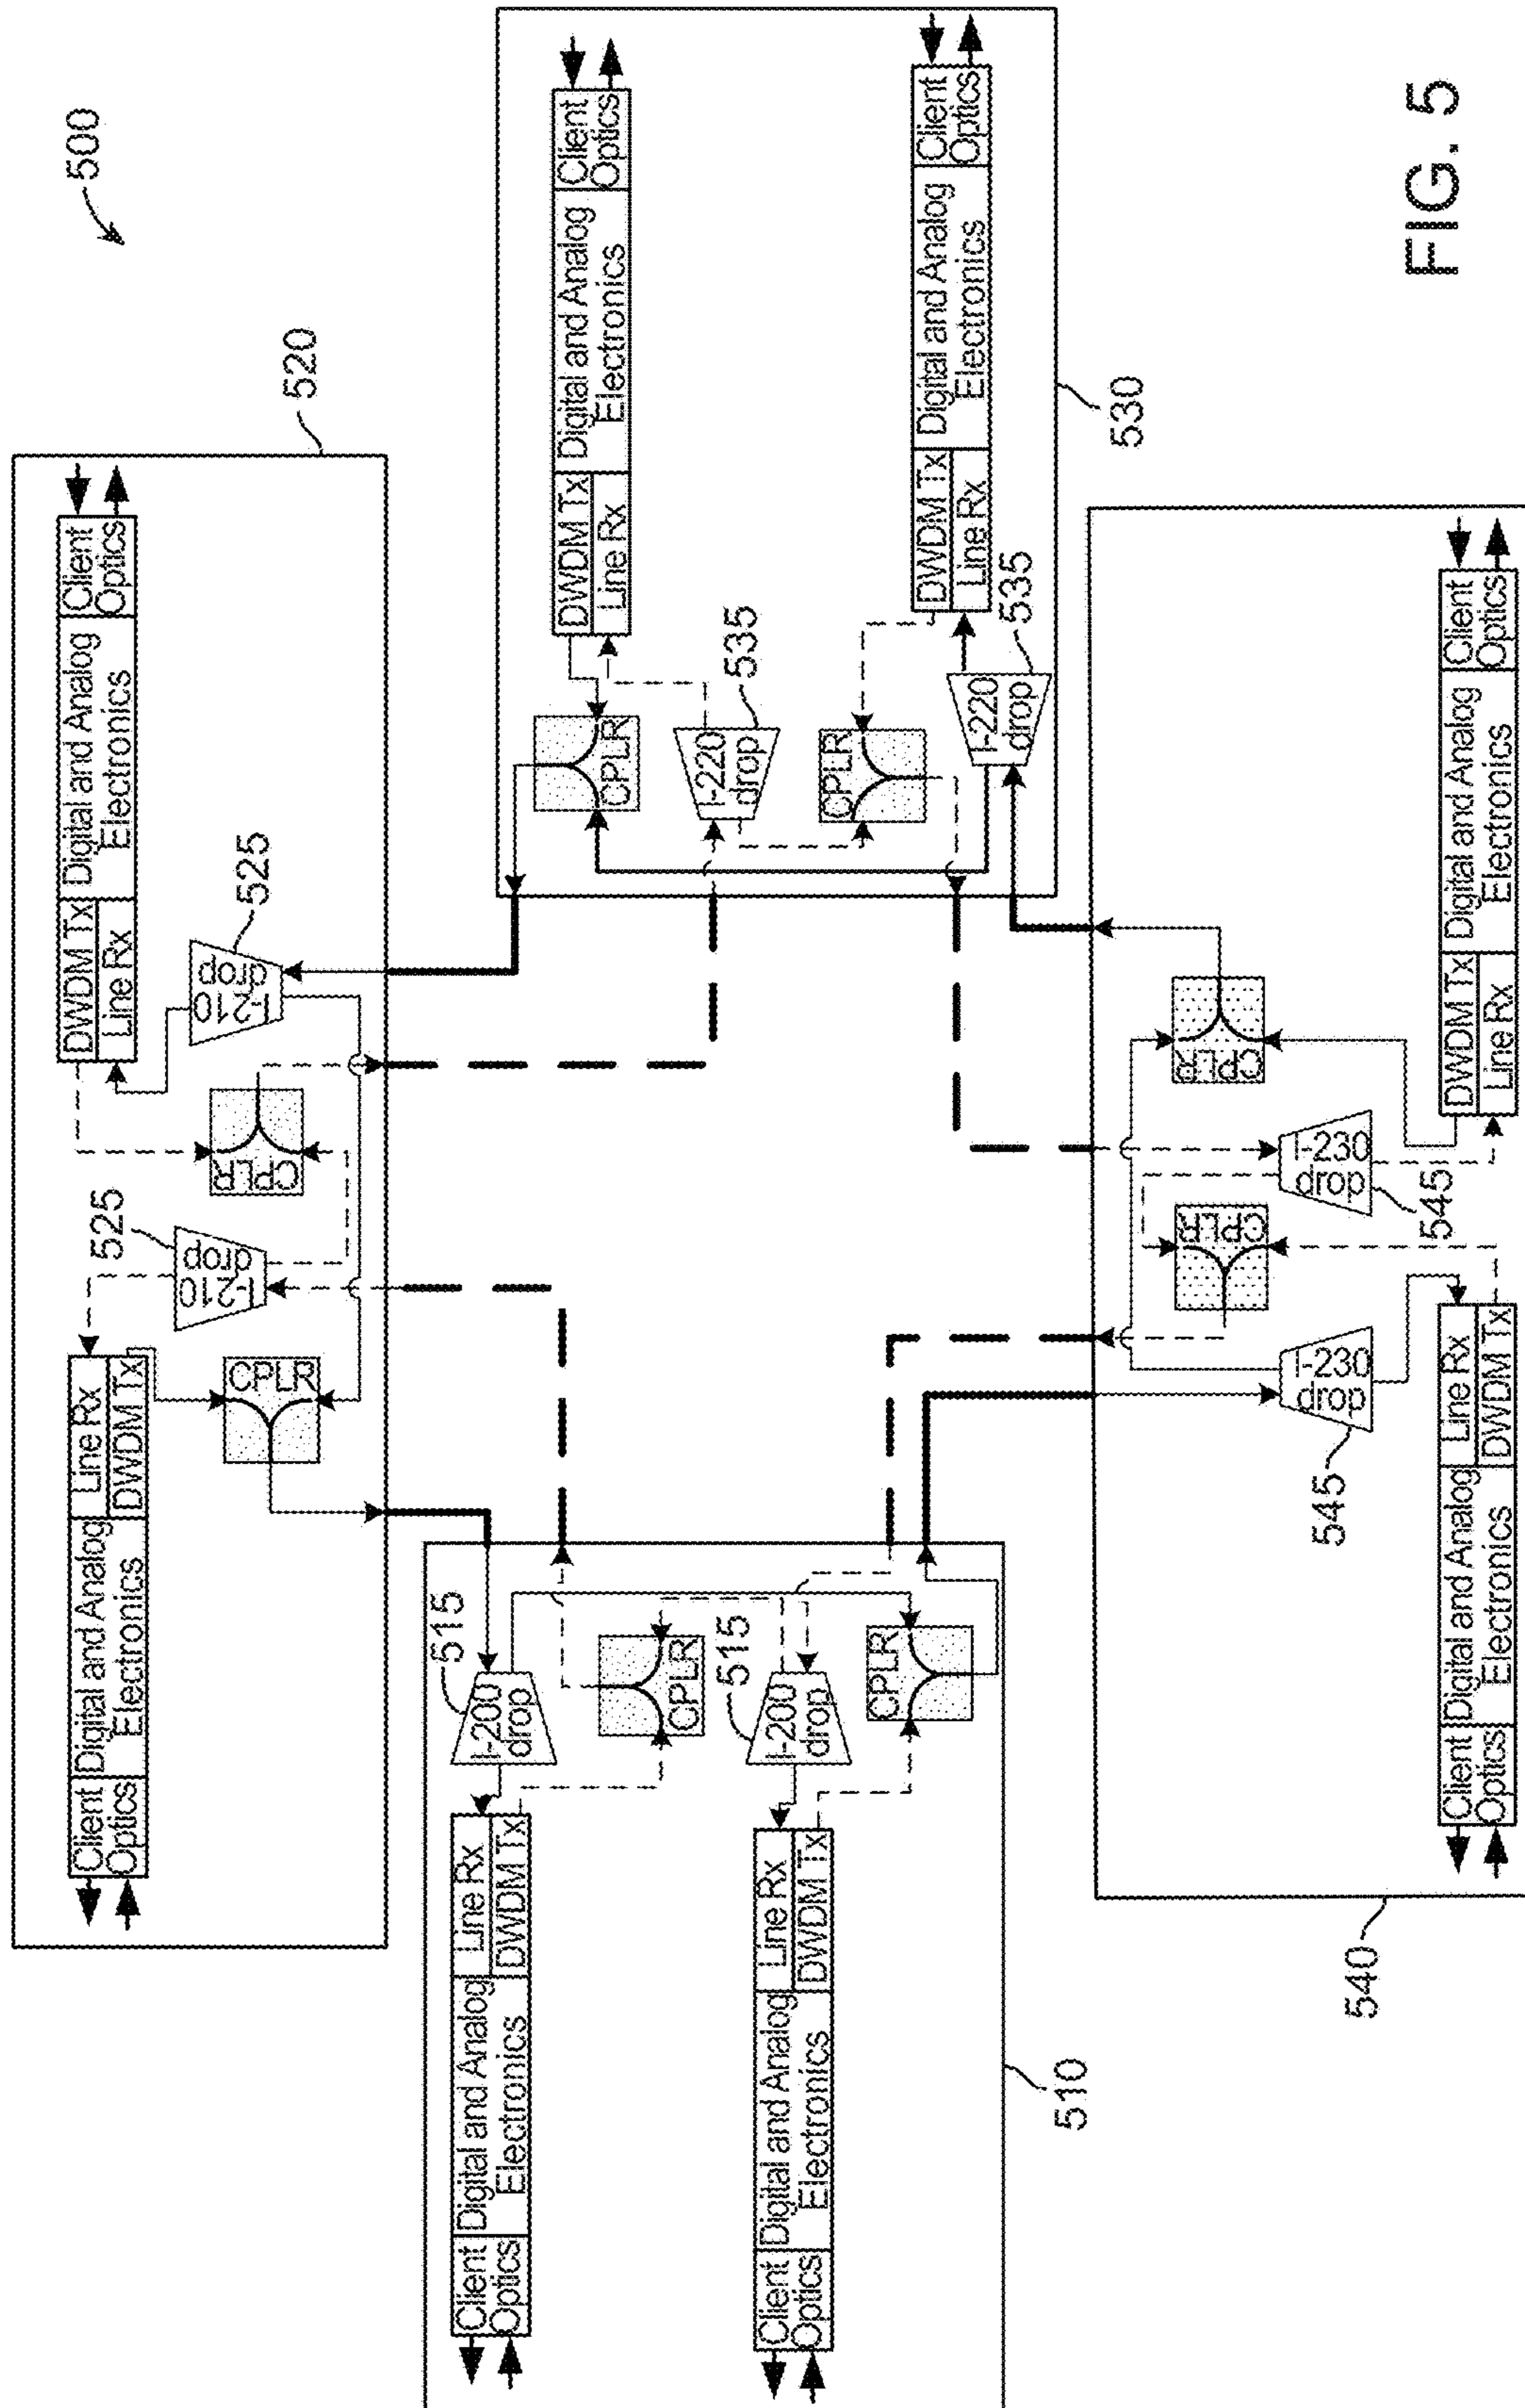 500
520
Client
Optics
Digital and Analog
Electronics
Line Rx
DWDM Tx
CPLR
525
I-210
drop
CPLR
525
I-210
drop
DWDM Tx
Line Rx
Digital and Analog
Electronics
Client
Optics
Client
Optics
Digital and Analog
Electronics
Line Rx
DWDM Tx
515
I-200
drop
CPLR
Client
Optics
Digital and Analog
Electronics
Line Rx
DWDM Tx
515
I-200
drop
CPLR
510
CPLR
DWDM Tx
Line Rx
Digital and Analog
Electronics
Client
Optics
I-220
drop
535
CPLR
DWDM Tx
Line Rx
Digital and Analog
Electronics
Client
Optics
I-220
drop
535
530
I-230
drop
545
CPLR
I-230
drop
545
CPLR
Client
Optics
Digital and Analog
Electronics
Line Rx
DWDM Tx
DWDM Tx
Line Rx
Digital and Analog
Electronics
Client
Optics
540
FIG. 5